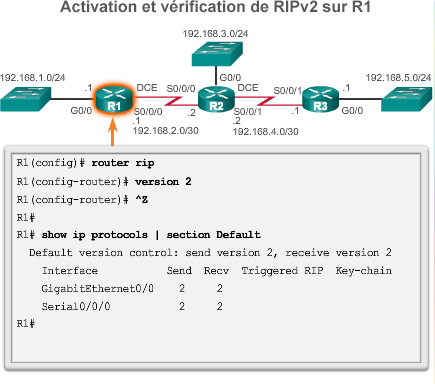 Activation et vérification de RIPv2 sur R1
192.168.3.0/24
192.168.1.0/24
192.168.5.0/24
G0/0
.1
DCE
S0/0/0
DCE
S0/0/1
.1
R1
R2
R3
G0/0
S0/0/0
.1
.2
S0/0/1
.2
.1
G0/0
192.168.2.0/30
192.168.4.0/30
R1(config)# router rip
R1(config-router)# version 2
R1(config-router)# ^Z
R1#
R1# show ip protocols | section Default
Default version control: send version 2, receive version 2
Interface Send Recv Triggered RIP Key-chain
GigabitEthernet0/0 2 2
Serial0/0/0 2 2
R1#